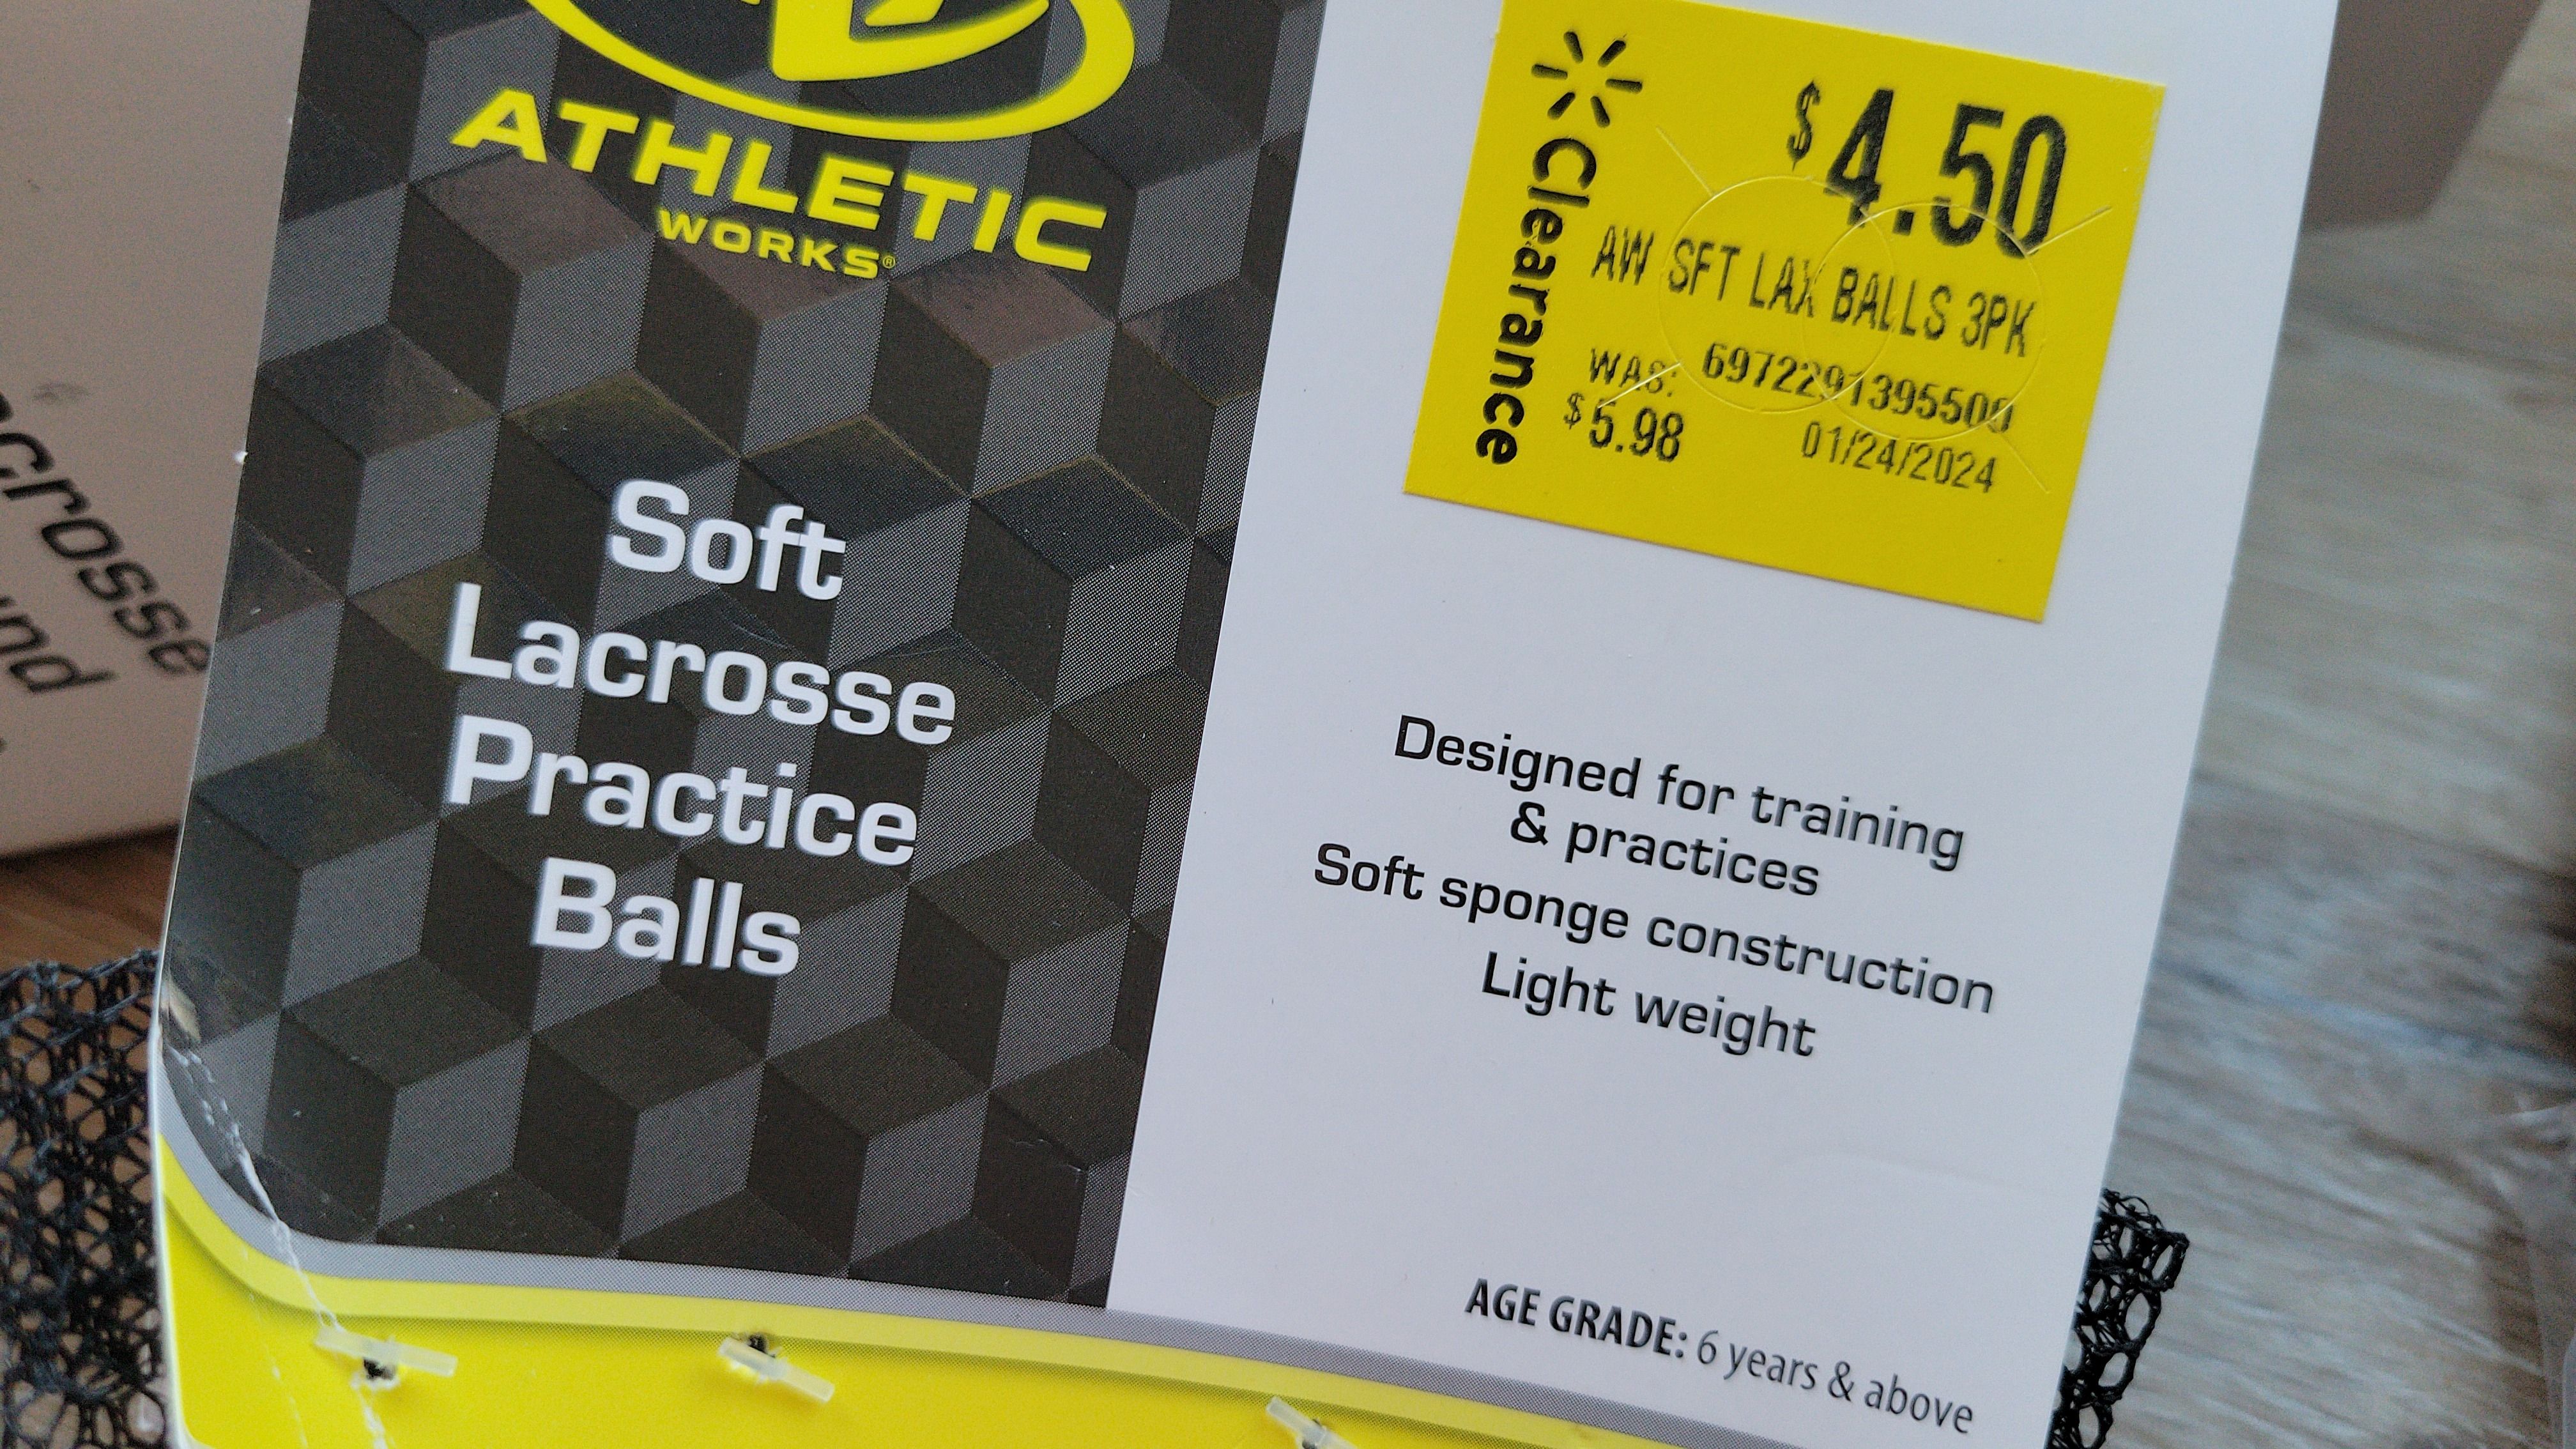 ATHLETIC
WORKS®
Soft
Lacrosse
Practice
Balls
Clearance
$4.50
AW SFT LAX BALLS 3PK
WAS:
$5.98
01/24/2024
Designed for training
& practices
Soft sponge construction
Light weight
AGE GRADE: 6 years & above